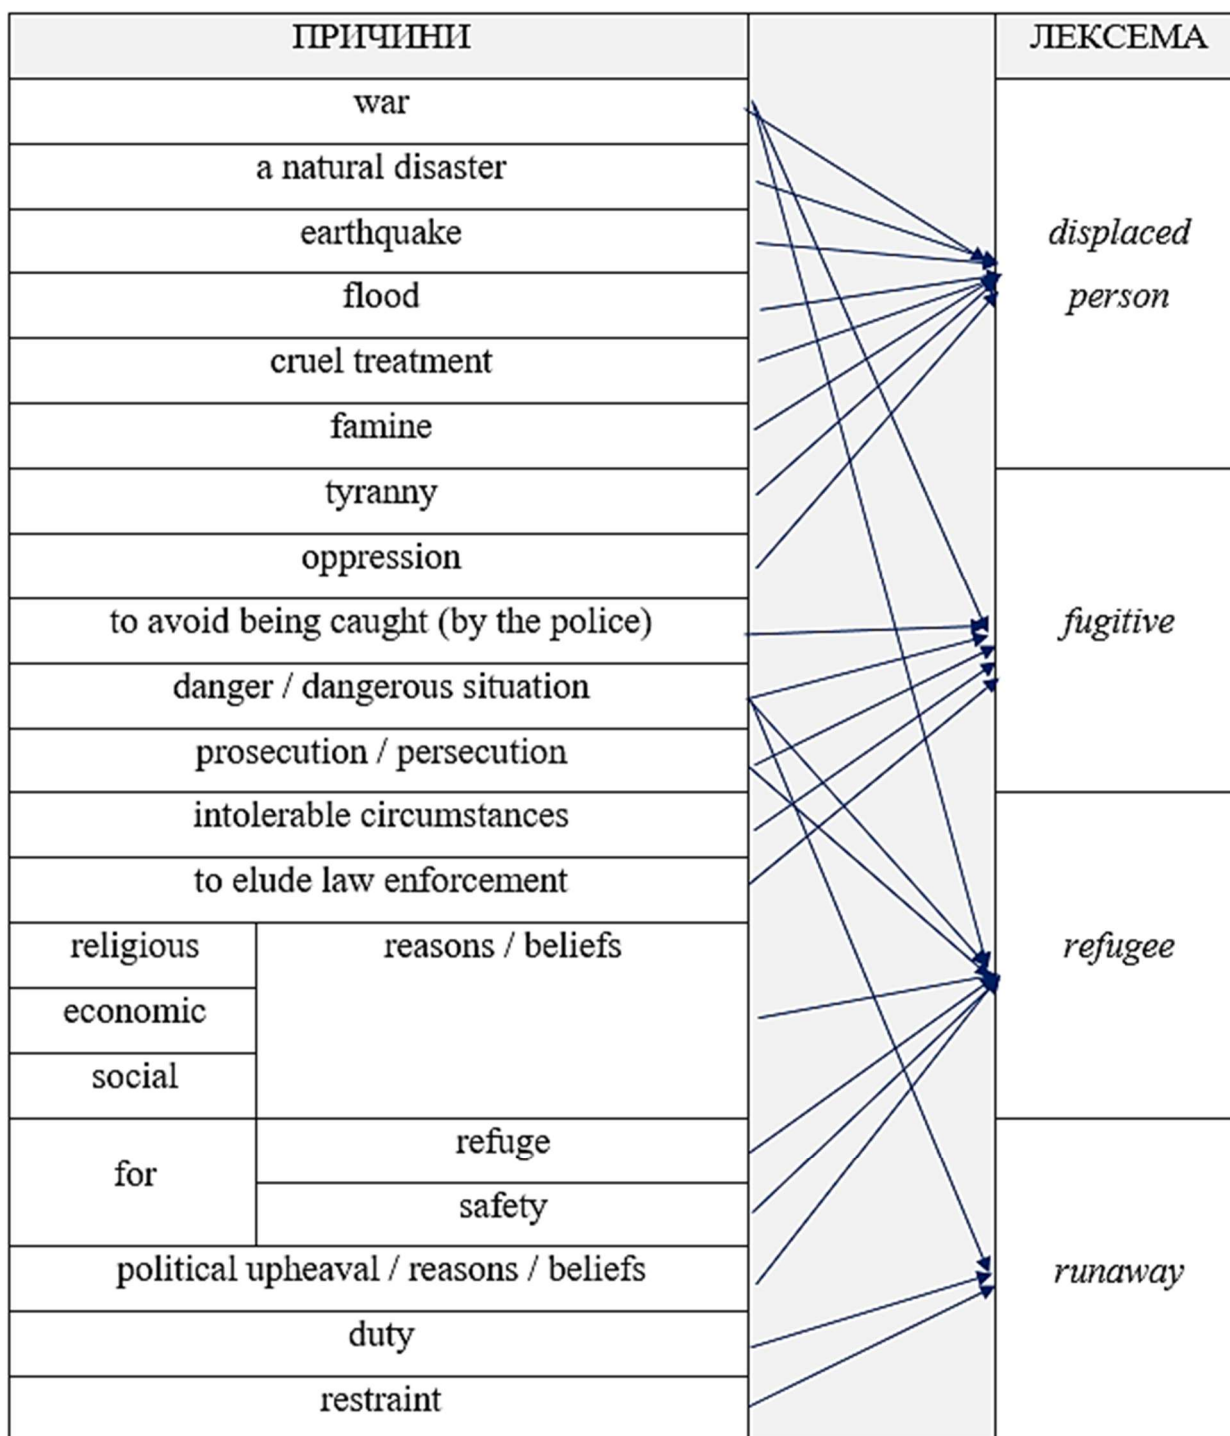 ПРИЧИНИ
ЛЕКСЕМА
war
a natural disaster
earthquake
flood
cruel treatment
famine
tyranny
oppression
to avoid being caught (by the police)
danger / dangerous situation
prosecution / persecution
intolerable circumstances
to elude law enforcement
religious
reasons / beliefs
economic
social
for
refuge
safety
political upheaval / reasons / beliefs
duty
restraint
displaced
person
fugitive
refugee
runaway